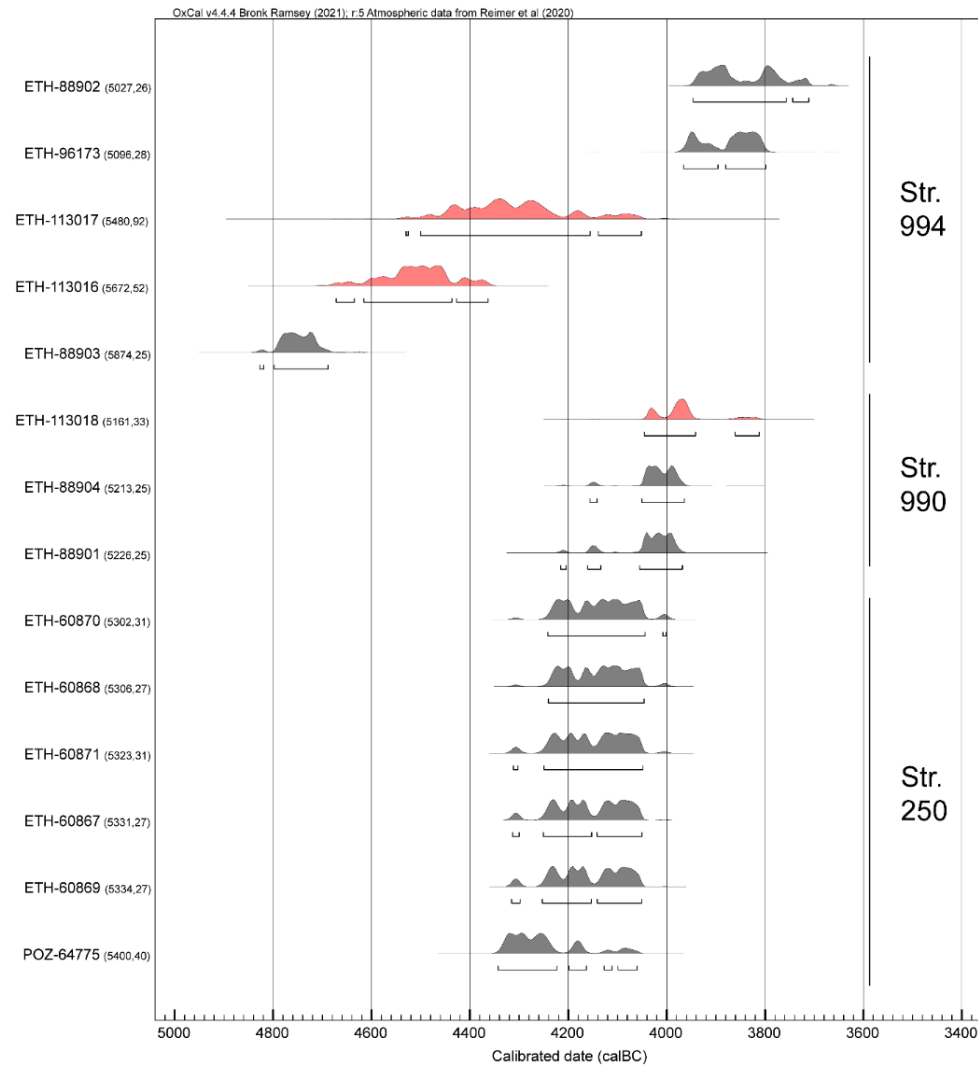 OxCal v4.4.4 Bronk Ramsey (2021); r:5 Atmospheric data from Reimer et al (2020)
ETH-88902 (5027,26)
ETH-96173 (5096,28)
ETH-113017 (5480,92)
ETH-113016 (5672,52)
ETH-88903 (5874,25)
Str.
994
ETH-113018 (5161,33)
ETH-88904 (5213,25)
ETH-88901 (5226,25)
Str.
990
ETH-60870 (5302,31)
ETH-60868 (5306,27)
ETH-60871 (5323,31)
ETH-60867 (5331,27)
ETH-60869 (5334,27)
POZ-64775 (5400,40)
Str.
250
5000 4800 4600 4400 4200 4000 3800 3600 3400
Calibrated date (calBC)